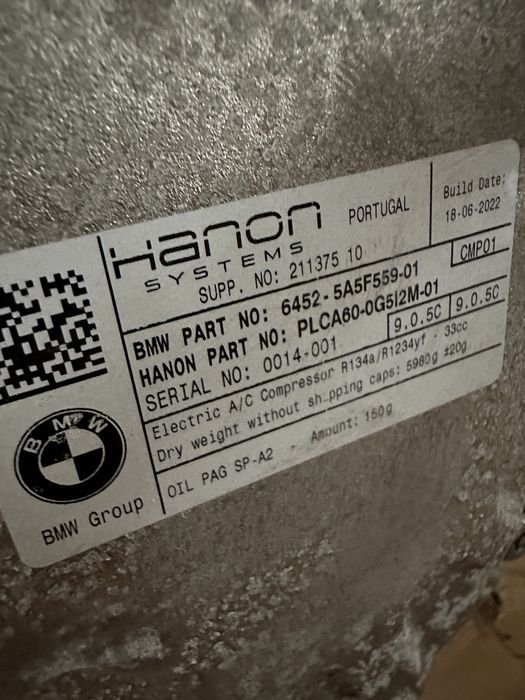 Hanon
SYSTEMS
PORTUGAL
Build Date:
18-06-2022
SUPP. NO: 211375 10
CMP01
BMW PART NO: 6452-5A5F559-01
HANON PART NO: PLCA60-0G5I2M-01
SERIAL NO: 0014-001
9.0.5C 9.0.5C
Electric A/C Compressor R134a/R1234yf - 33cc
Dry weight without shipping caps: 5980g ±20g
OIL PAG SP-A2 - Amount: 150g
BMW
BMW Group